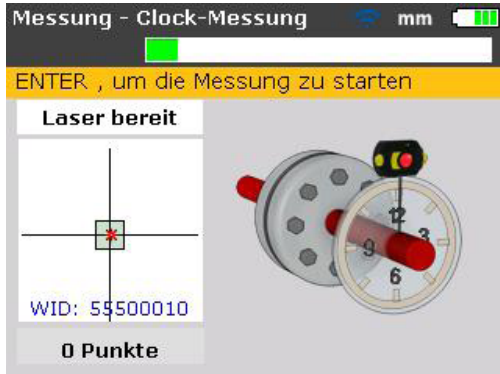 Messung - Clock-Messung mm
ENTER , um die Messung zu starten
Laser bereit
WID: 55500010
0 Punkte
12
3
9
6